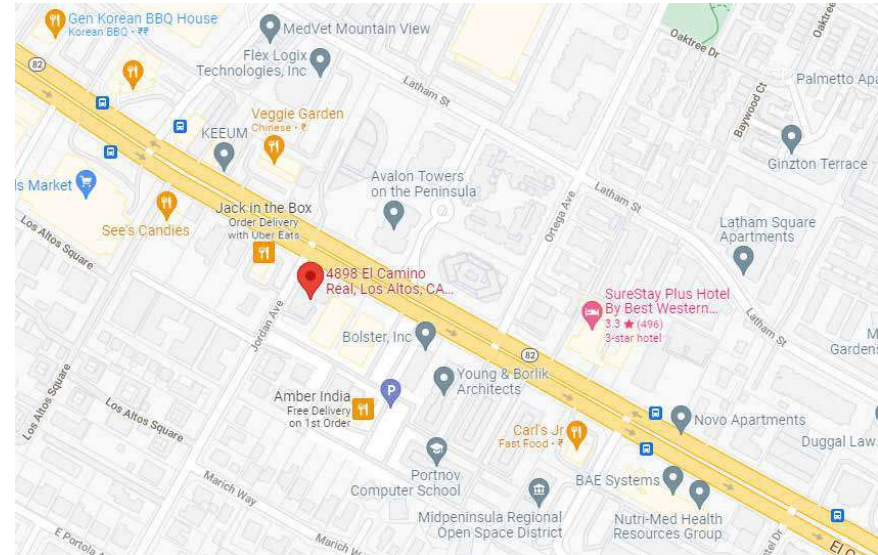 Gen Korean BBQ House
Korean BBQ • ₹₹
MedVet Mountain View
Flex Logix
Technologies, Inc
Oaktree Dr
Oaktree
82
Latham St
Palmetto Apa
Baywood Ct
Veggie Garden
Chinese • ₹
KEEUM
Ginzton Terrace
Avalon Towers
on the Peninsula
ls Market
Latham St
Ortega Ave
Jack in the Box
Order Delivery
with Uber Eats
See's Candies
Latham Square
Apartments
Los Altos Square
4898 El Camino
Real, Los Altos, CA...
SureStay Plus Hotel
By Best Western...
3.3 ★ (496)
3-star hotel
Jordan Ave
Bolster, Inc
82
Latham St
M
Gardens
Young & Borlik
Architects
Los Altos Square
Amber India
Free Delivery
on 1st Order
P
Los Altos Square
Novo Apartments
Carl's Jr
Fast Food • ₹
Duggal Law
Portnov
Computer School
BAE Systems
Marich Way
Midpeninsula Regional
Open Space District
Nutri-Med Health
Resources Group
Marich Way
E Portola Av
El C